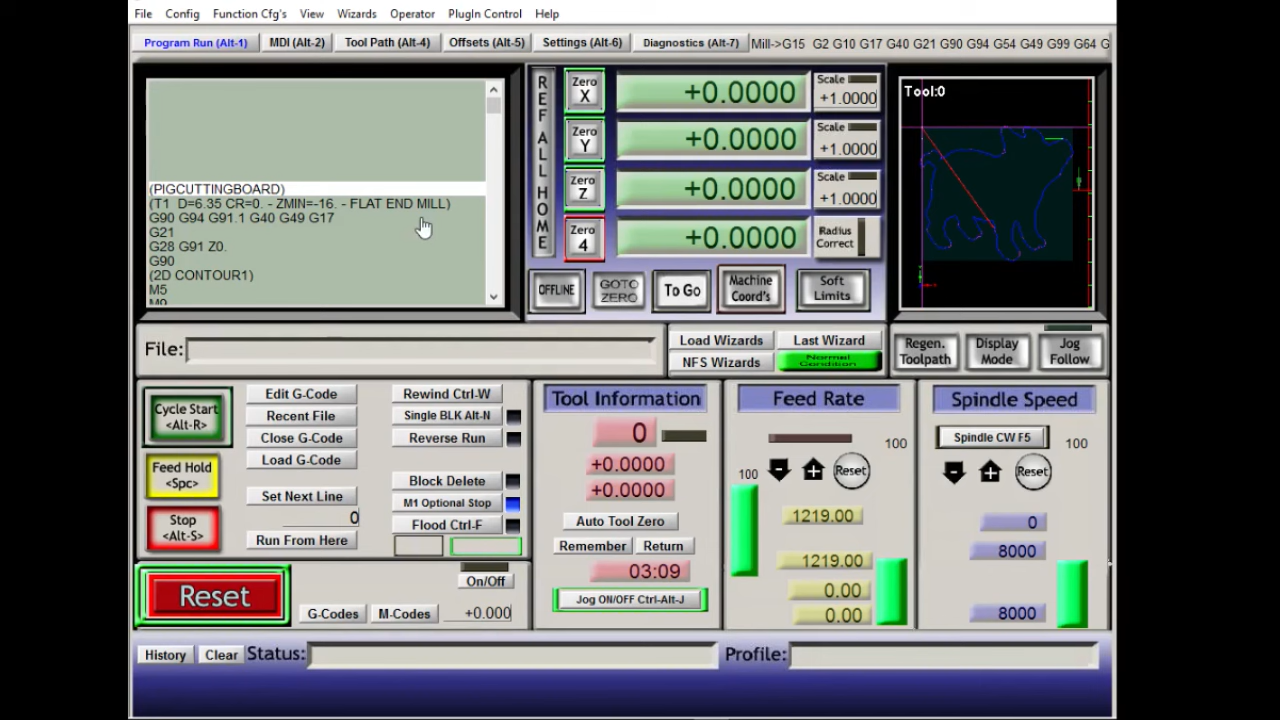 File Config Function Cfg's View Wizards Operator PlugIn Control Help
Program Run (Alt-1) MDI (Alt-2) Tool Path (Alt-4) Offsets (Alt-5) Settings (Alt-6) Diagnostics (Alt-7) Mill->G15 G2 G10 G17 G40 G21 G90 G94 G54 G49 G99 G64 G
(PIGCUTTINGBOARD)
(T1 D=6.35 CR=0. - ZMIN=-16. - FLAT END MILL)
G90 G94 G91.1 G40 G49 G17
G21
G28 G91 Z0.
G90
(2D CONTOUR1)
M5
M9
REF ALL HOME
Zero X +0.0000 Scale +1.0000
Zero Y +0.0000 Scale +1.0000
Zero Z +0.0000 Scale +1.0000
Zero 4 +0.0000 Radius Correct
OFFLINE GOTO ZERO To Go Machine Coord's Soft Limits
Tool:0
File: Load Wizards Last Wizard
NFS Wizards Normal Condition
Regen. Toolpath Display Mode Jog Follow
Cycle Start <Alt-R>
Feed Hold <Spc>
Stop <Alt-S>
Reset
Edit G-Code
Recent File
Close G-Code
Load G-Code
Set Next Line
0
Run From Here
Rewind Ctrl-W
Single BLK Alt-N
Reverse Run
Block Delete
M1 Optional Stop
Flood Ctrl-F
On/Off
G-Codes M-Codes +0.000
Tool Information
0
+0.0000
+0.0000
Auto Tool Zero
Remember Return
03:09
Jog ON/OFF Ctrl-Alt-J
Feed Rate
100
100 Reset
1219.00
1219.00
0.00
0.00
Spindle Speed
Spindle CW F5 100
Reset
0
8000
8000
History Clear Status: Profile: